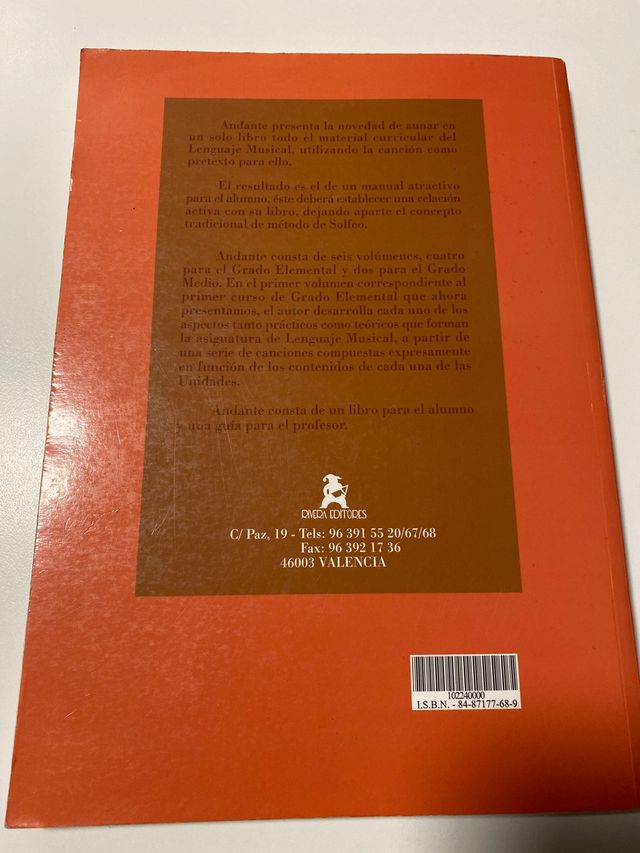 Andante presenta la novedad de aunar en
un solo libro todo el material curricular del
Lenguaje Musical, utilizando la canción como
pretexto para ello.
El resultado es el de un manual atractivo
para el alumno, éste deberá establecer una relación
activa con su libro, dejando aparte el concepto
tradicional de método de Solfeo.
Andante consta de seis volúmenes, cuatro
para el Grado Elemental y dos para el Grado
Medio. En el primer volumen correspondiente al
primer curso de Grado Elemental que ahora
presentamos, el autor desarrolla cada uno de los
aspectos tanto prácticos como teóricos que forman
la asignatura de Lenguaje Musical, a partir de
una serie de canciones compuestas expresamente
en función de los contenidos de cada una de las
Unidades.
Andante consta de un libro para el alumno
y una guía para el profesor.
RIVERA EDITORES
C/ Paz, 19 - Tels: 96 391 55 20/67/68
Fax: 96 392 17 36
46003 VALENCIA
102240000
I.S.B.N. - 84-87177-68-9